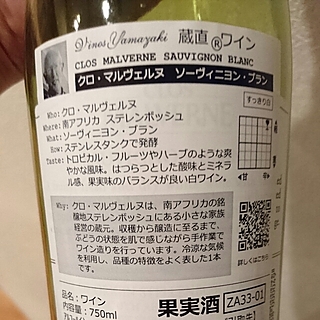 Vinos Yamazaki 蔵直®ワイン
CLOS MALVERNE SAUVIGNON BLANC
クロ・マルヴェルヌ ソーヴィニヨン・ブラン
すっきり白
Who:クロ・マルヴェルヌ
Where:南アフリカ ステレンボッシュ
What:ソーヴィニヨン・ブラン
How:ステンレスタンクで発酵
Taste:トロピカル・フルーツやハーブのような爽
やかな風味。はつらつとした酸味とミネラ
ル感、果実味のバランスが良い白ワイン。
Why:クロ・マルヴェルヌは、南アフリカの銘
醸地ステレンボッシュにある小さな家族
経営の蔵元。収穫から醸造に至るまで、
ぶどうの状態を肌で感じながら手作業で
ワイン造りを行っています。冷涼な気候
を利用し、品種の特徴をよく表した1本
です。
詳しくはこちら
品名:ワイン
内容量:750ml
果実酒
ZA33-01